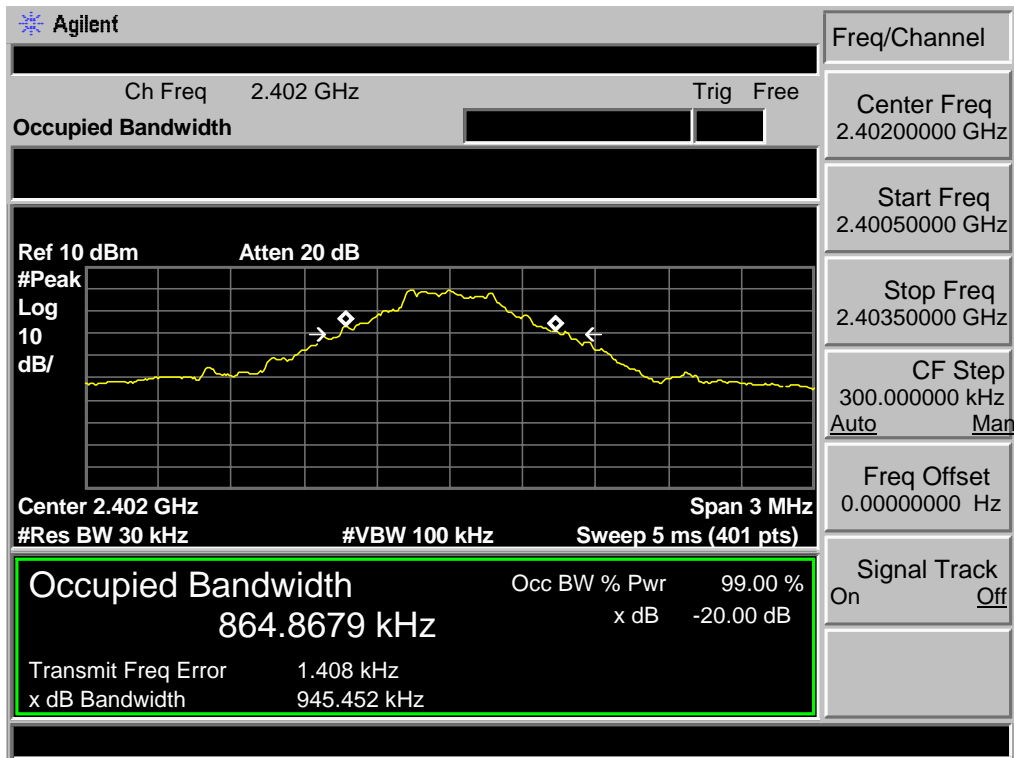 Agilent
Ch Freq 2.402 GHz Trig Free
Occupied Bandwidth
Ref 10 dBm Atten 20 dB
#Peak
Log
10
dB/
Center 2.402 GHz Span 3 MHz
#Res BW 30 kHz #VBW 100 kHz Sweep 5 ms (401 pts)
Occupied Bandwidth
864.8679 kHz
Occ BW % Pwr 99.00 %
x dB -20.00 dB
Transmit Freq Error 1.408 kHz
x dB Bandwidth 945.452 kHz
Freq/Channel
Center Freq
2.40200000 GHz
Start Freq
2.40050000 GHz
Stop Freq
2.40350000 GHz
CF Step
300.000000 kHz
Auto Man
Freq Offset
0.00000000 Hz
Signal Track
On Off